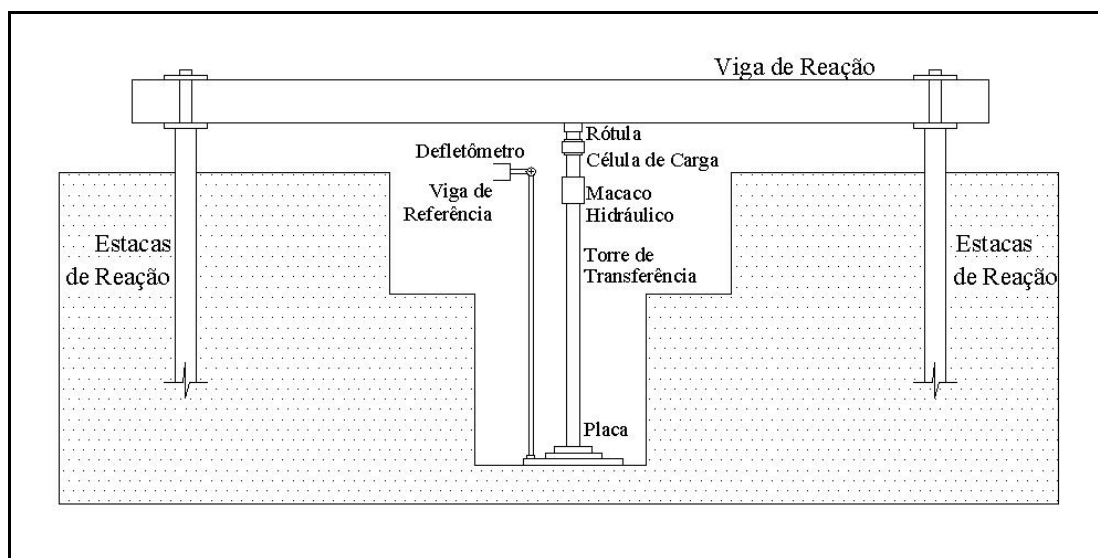 Viga de Reação
Rótula
Defletômetro
Célula de Carga
Viga de
Referência
Macaco
Hidráulico
Estacas
de Reação
Torre de
Transferência
Estacas
de Reação
Placa